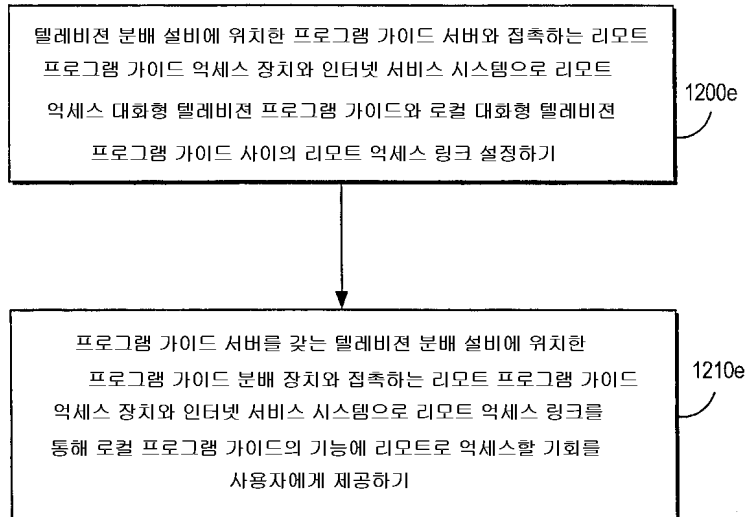 텔레비젼 분배 설비에 위치한 프로그램 가이드 서버와 접촉하는 리모트
프로그램 가이드 억세스 장치와 인터넷 서비스 시스템으로 리모트
억세스 대화형 텔레비젼 프로그램 가이드와 로컬 대화형 텔레비젼
프로그램 가이드 사이의 리모트 억세스 링크 설정하기
1200e
프로그램 가이드 서버를 갖는 텔레비젼 분배 설비에 위치한
프로그램 가이드 분배 장치와 접촉하는 리모트 프로그램 가이드
억세스 장치와 인터넷 서비스 시스템으로 리모트 억세스 링크를
통해 로컬 프로그램 가이드의 기능에 리모트로 억세스할 기회를
사용자에게 제공하기
1210e